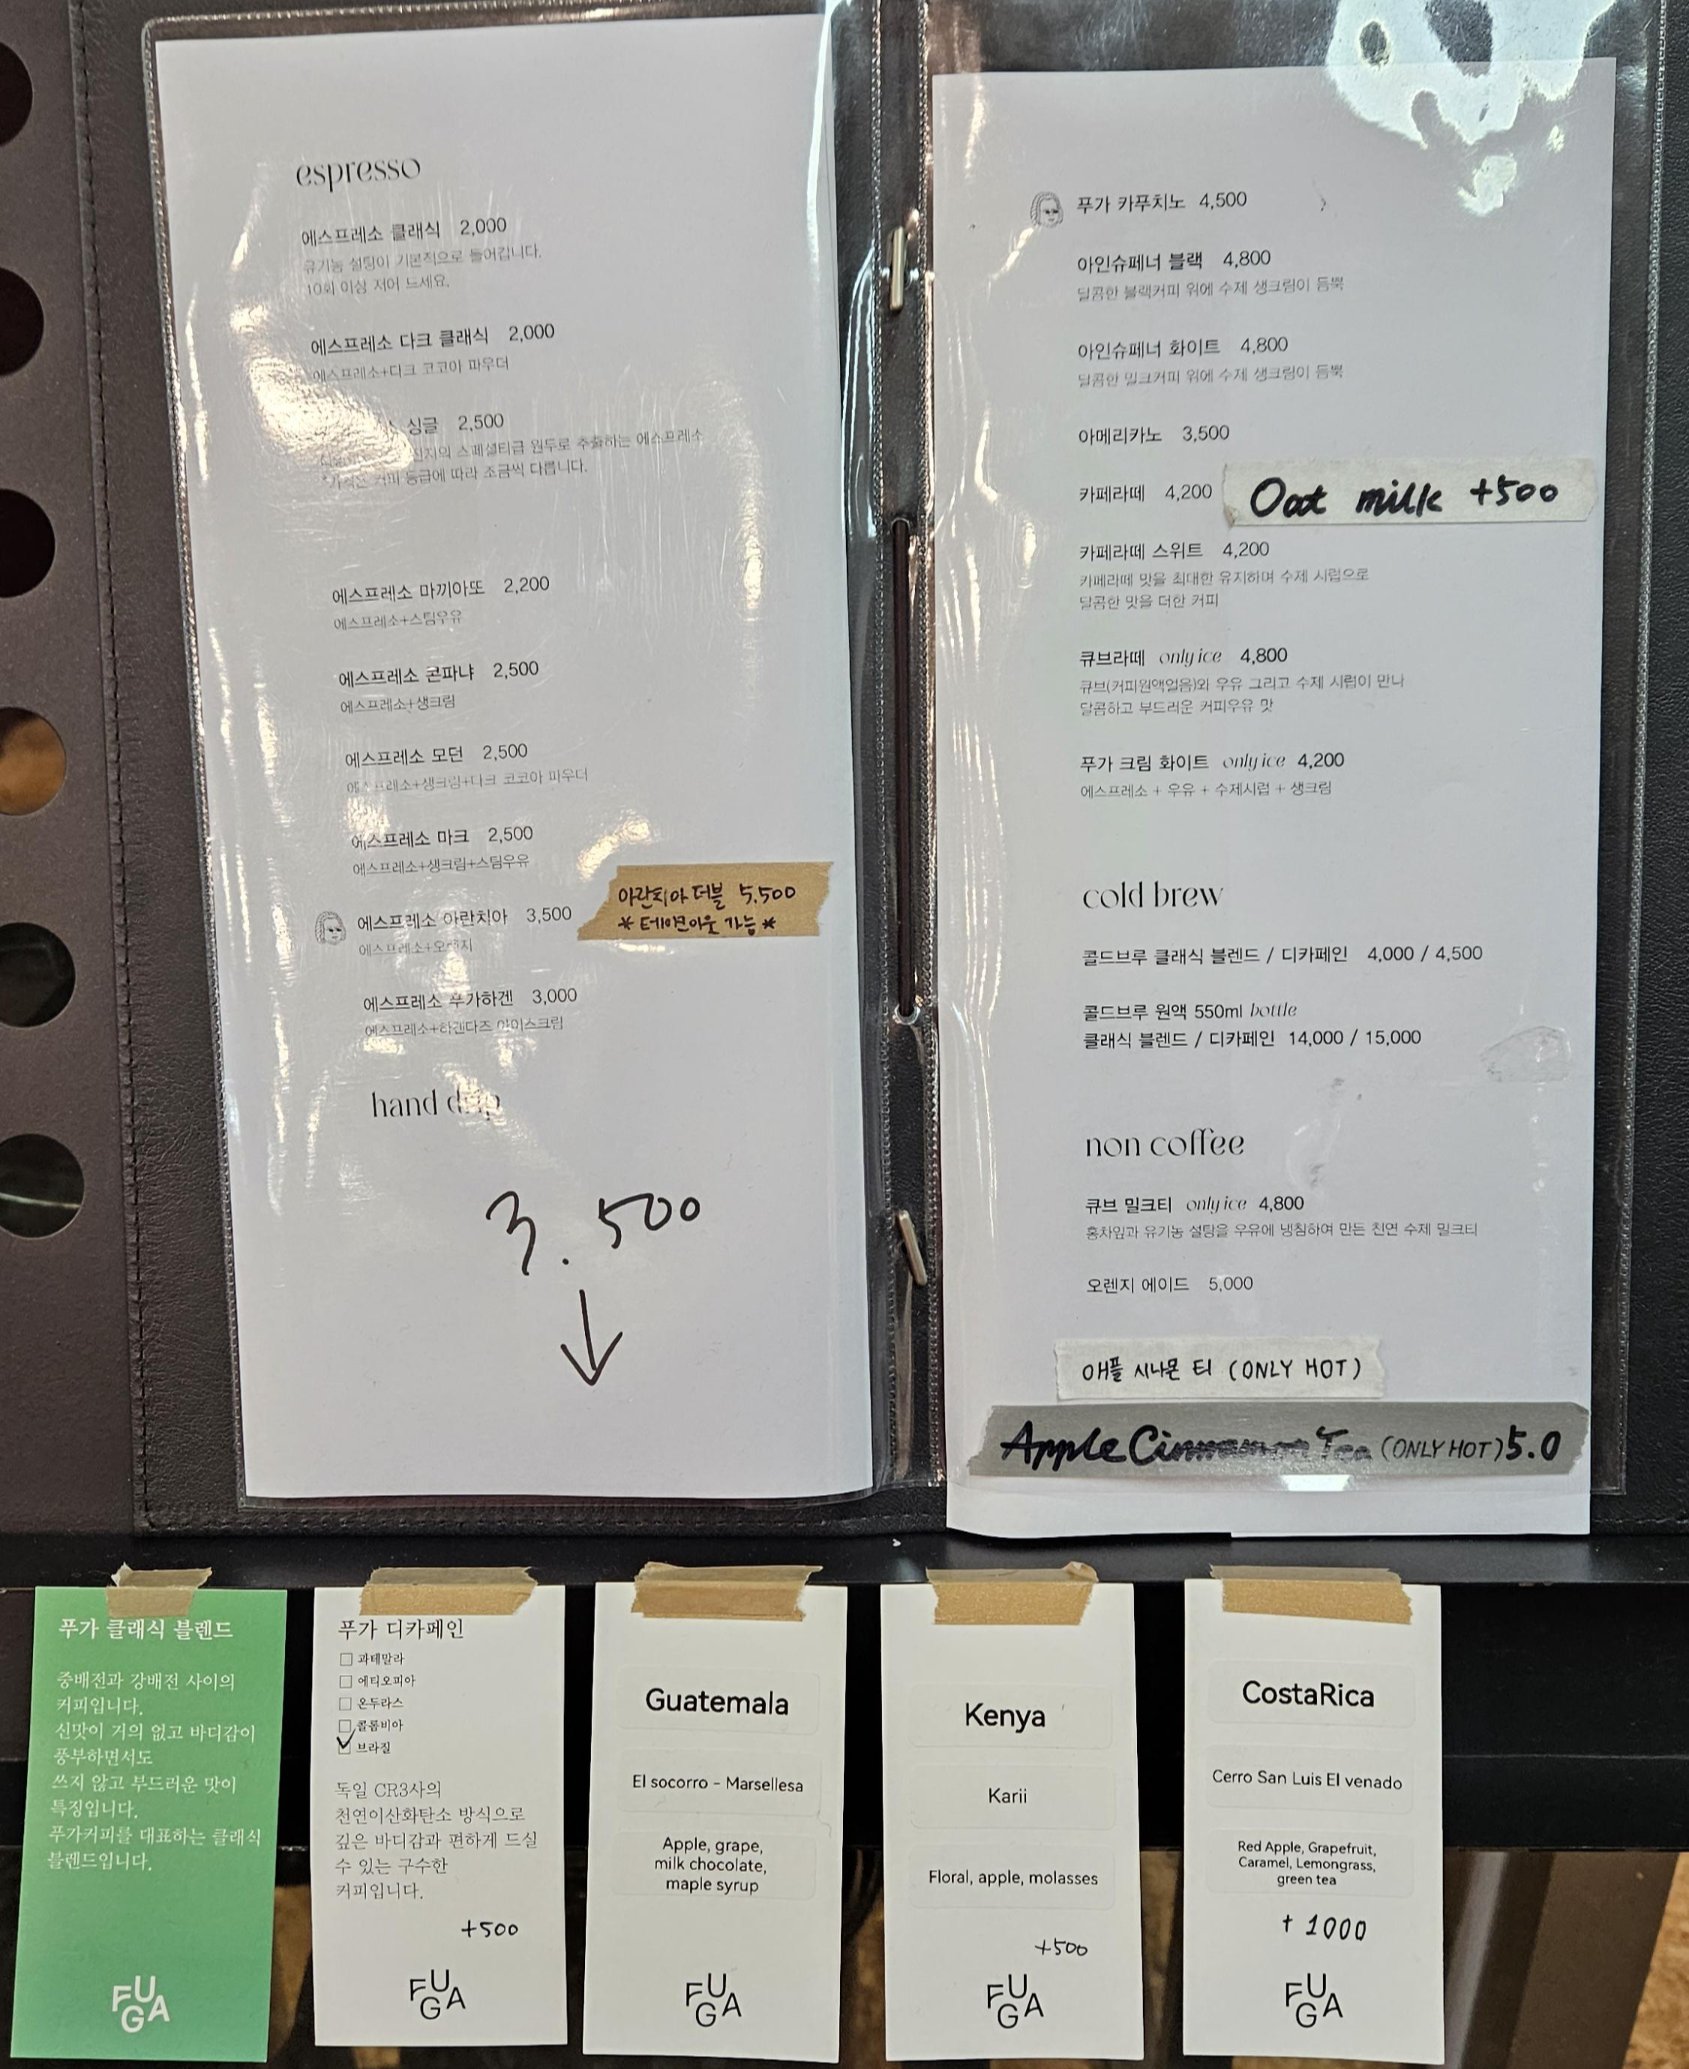 espresso
에스프레소 클래식 2,000
유기농 설탕이 기본적으로 들어갑니다.
10회 이상 저어 드세요.
에스프레소 다크 클래식 2,000
에스프레소+다크 코코아 파우더
싱글 2,500
스페셜티급 원두로 추출하는 에스프레소
*가격은 커피 등급에 따라 조금씩 다릅니다.
에스프레소 마끼아또 2,200
에스프레소+스팀우유
에스프레소 콘파냐 2,500
에스프레소+생크림
에스프레소 모던 2,500
에스프레소+생크림+다크 코코아 파우더
에스프레소 마크 2,500
에스프레소+생크림+스팀우유
에스프레소 아란치아 3,500
에스프레소+오렌지
아란치아 더블 5,500
* 테이크아웃 가능 *
에스프레소 푸가하겐 3,000
에스프레소+하겐다즈 아이스크림
hand drip
3.500
↓
푸가 카푸치노 4,500
아인슈페너 블랙 4,800
달콤한 블랙커피 위에 수제 생크림이 듬뿍
아인슈페너 화이트 4,800
달콤한 밀크커피 위에 수제 생크림이 듬뿍
아메리카노 3,500
카페라떼 4,200 Oat milk +500
카페라떼 스위트 4,200
카페라떼 맛을 최대한 유지하며 수제 시럽으로
달콤한 맛을 더한 커피
큐브라떼 only ice 4,800
큐브(커피원액얼음)와 우유 그리고 수제 시럽이 만나
달콤하고 부드러운 커피우유 맛
푸가 크림 화이트 only ice 4,200
에스프레소 + 우유 + 수제시럽 + 생크림
cold brew
콜드브루 클래식 블렌드 / 디카페인 4,000 / 4,500
콜드브루 원액 550ml bottle
클래식 블렌드 / 디카페인 14,000 / 15,000
non coffee
큐브 밀크티 only ice 4,800
홍차잎과 유기농 설탕을 우유에 냉침하여 만든 천연 수제 밀크티
오렌지 에이드 5,000
애플 시나몬 티 (ONLY HOT)
Apple Cinnamon Tea (ONLY HOT) 5.0
푸가 클래식 블렌드
중배전과 강배전 사이의
커피입니다.
신맛이 거의 없고 바디감이
풍부하면서도
쓰지 않고 부드러운 맛이
특징입니다.
푸가커피를 대표하는 클래식
블렌드입니다.
FUGA
푸가 디카페인
과테말라
에티오피아
온두라스
콜롬비아
브라질
독일 CR3사의
천연이산화탄소 방식으로
깊은 바디감과 편하게 드실
수 있는 구수한
커피입니다.
+500
FUGA
Guatemala
El socorro - Marsellesa
Apple, grape,
milk chocolate,
maple syrup
FUGA
Kenya
Karii
Floral, apple, molasses
+500
FUGA
CostaRica
Cerro San Luis El venado
Red Apple, Grapefruit,
Caramel, Lemongrass,
green tea
+ 1000
FUGA